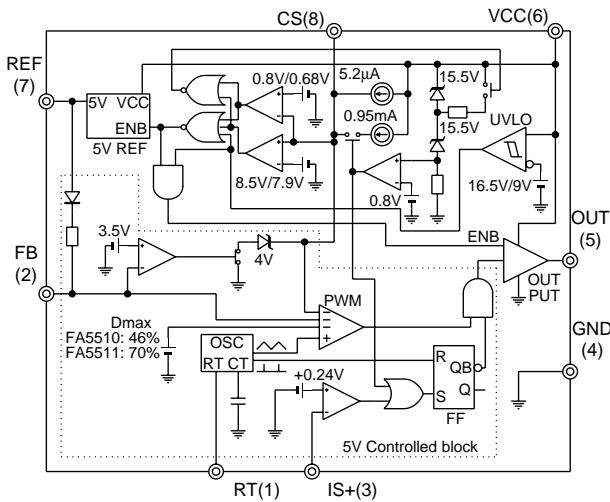 CS(8)
VCC(6)
REF
(7)
5V VCC
ENB
5V REF
0.8V/0.68V
8.5V/7.9V
5.2μA
0.95mA
15.5V
15.5V
UVLO
16.5V/9V
0.8V
OUT
(5)
ENB
OUT
PUT
3.5V
4V
FB
(2)
PWM
Dmax
FA5510: 46%
FA5511: 70%
OSC
RT CT
+0.24V
R
QB
S
Q
FF
GND
(4)
5V Controlled block
RT(1)
IS+(3)